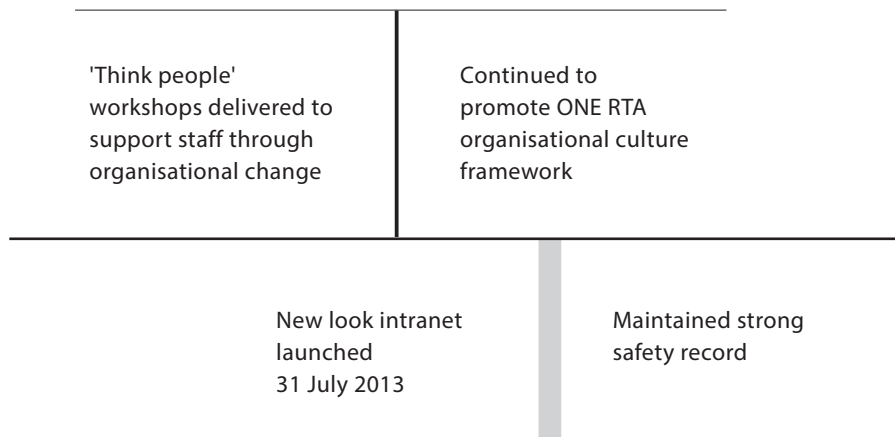 'Think people'
workshops delivered to
support staff through
organisational change
Continued to
promote ONE RTA
organisational culture
framework
New look intranet
launched
31 July 2013
Maintained strong
safety record